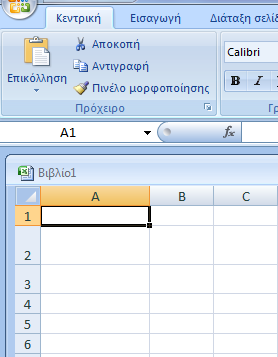 Κεντρική Εισαγωγή Διάταξη σελίδ
Αποκοπή
Αντιγραφή
Πινέλο μορφοποίησης
Επικόλληση
Πρόχειρο
Calibri
B I
Γρ
A1 fx
Βιβλίο1
A B C
1
2
3
4
5
6